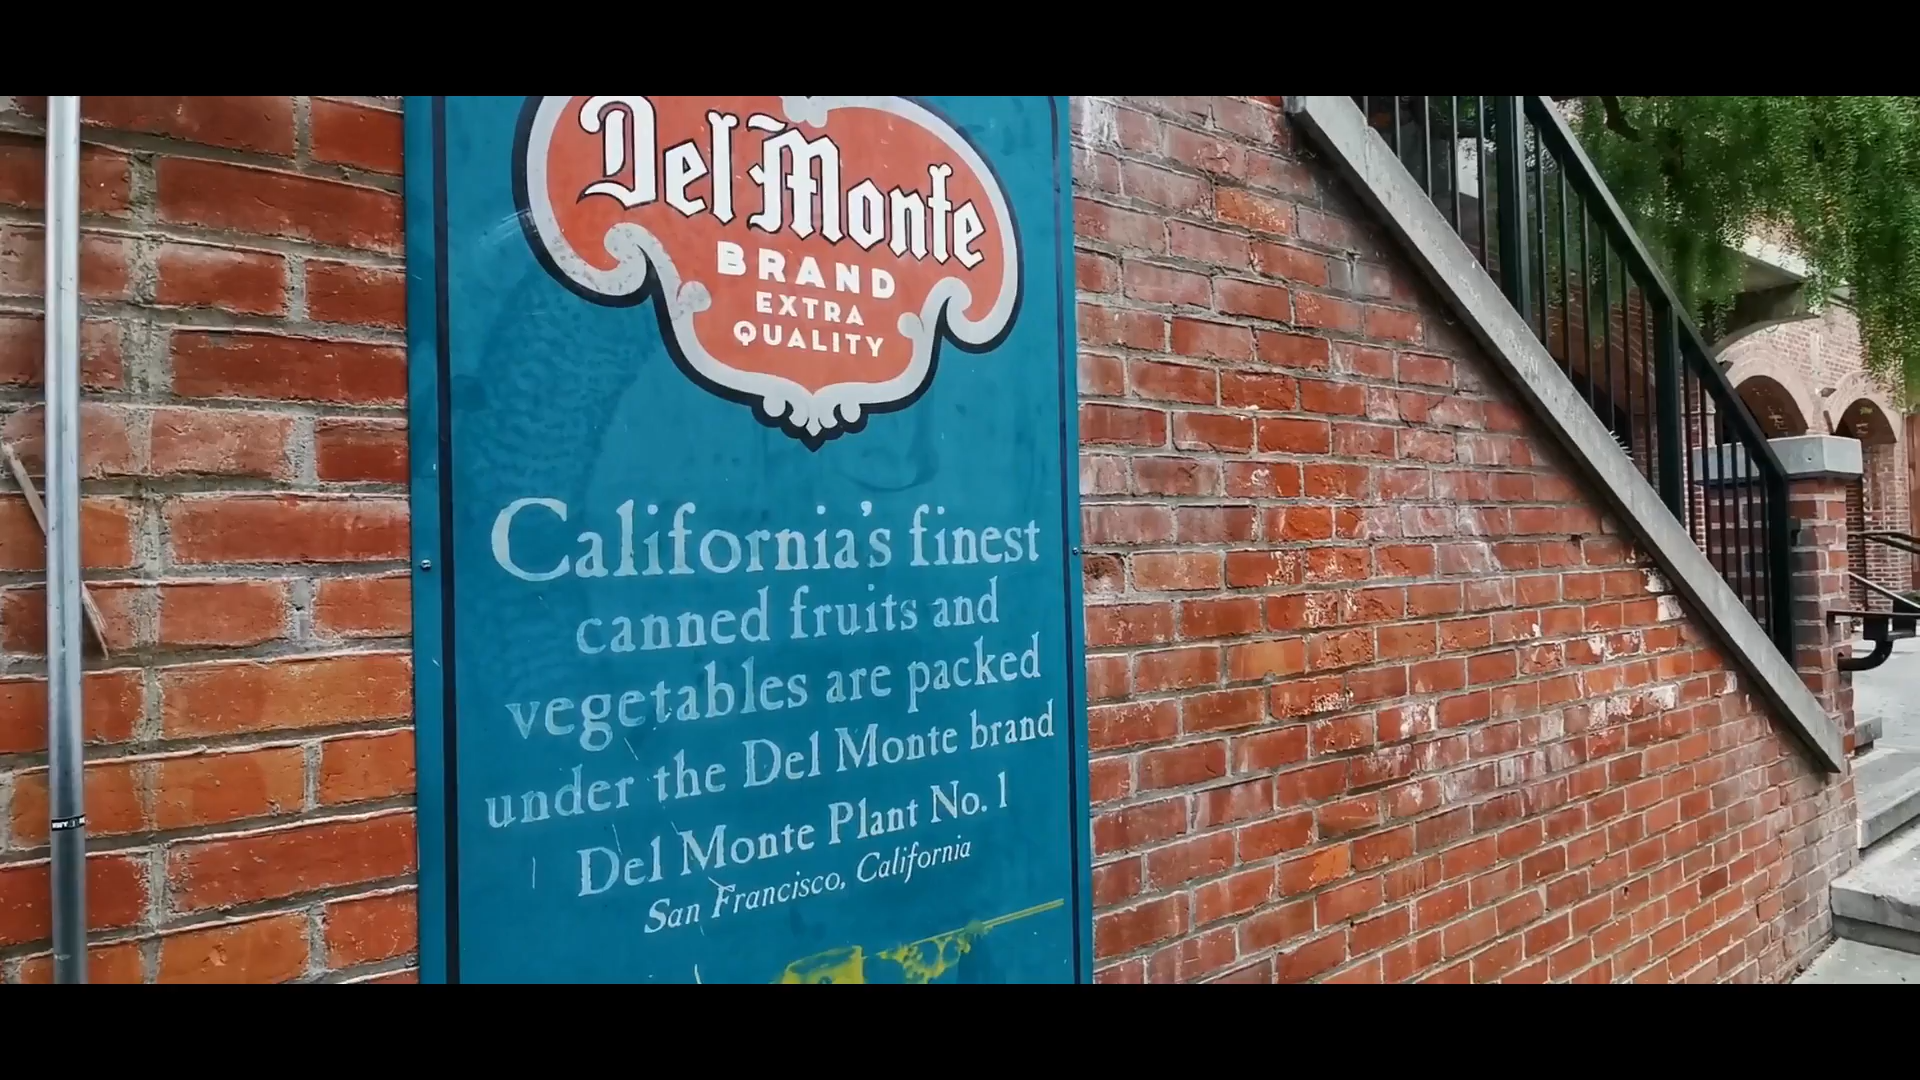 Del Monte
BRAND
EXTRA
QUALITY
California's finest
canned fruits and
vegetables are packed
under the Del Monte brand
Del Monte Plant No. 1
San Francisco, California